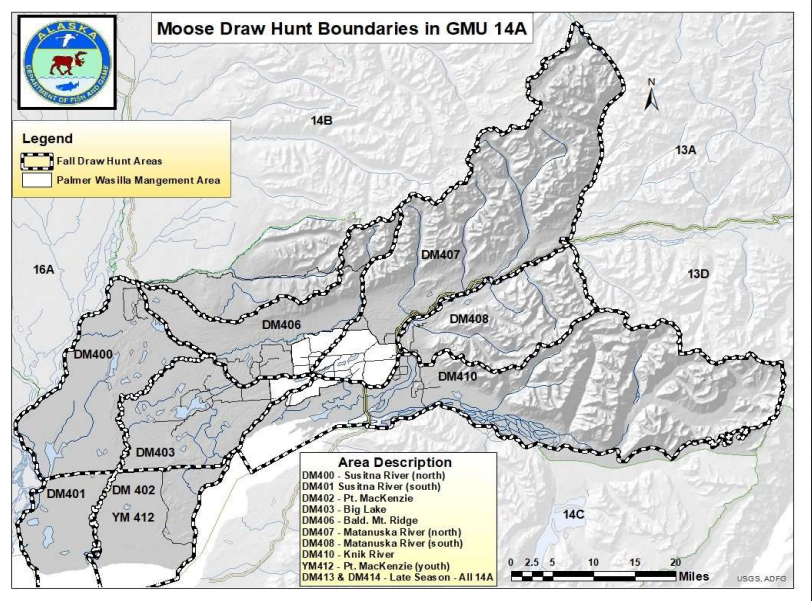 Moose Draw Hunt Boundaries in GMU 14A
ALASKA
DEPARTMENT OF FISH AND GAME
N
14B
13A
Legend
Fall Draw Hunt Areas
Palmer Wasilla Mangement Area
16A
DM407
13D
DM406
DM408
DM400
DM410
DM403
DM401
DM 402
YM 412
14C
Area Description
DM400 - Susitna River (north)
DM401 Susitna River (south)
DM402 - Pt. MacKenzie
DM403 - Big Lake
DM406 - Bald. Mt. Ridge
DM407 - Matanuska River (north)
DM408 - Matanuska River (south)
DM410 - Knik River
YM412 - Pt. MacKenzie (youth)
DM413 & DM414 - Late Season - All 14A
0 2.5 5 10 15 20
Miles
USGS, ADFG